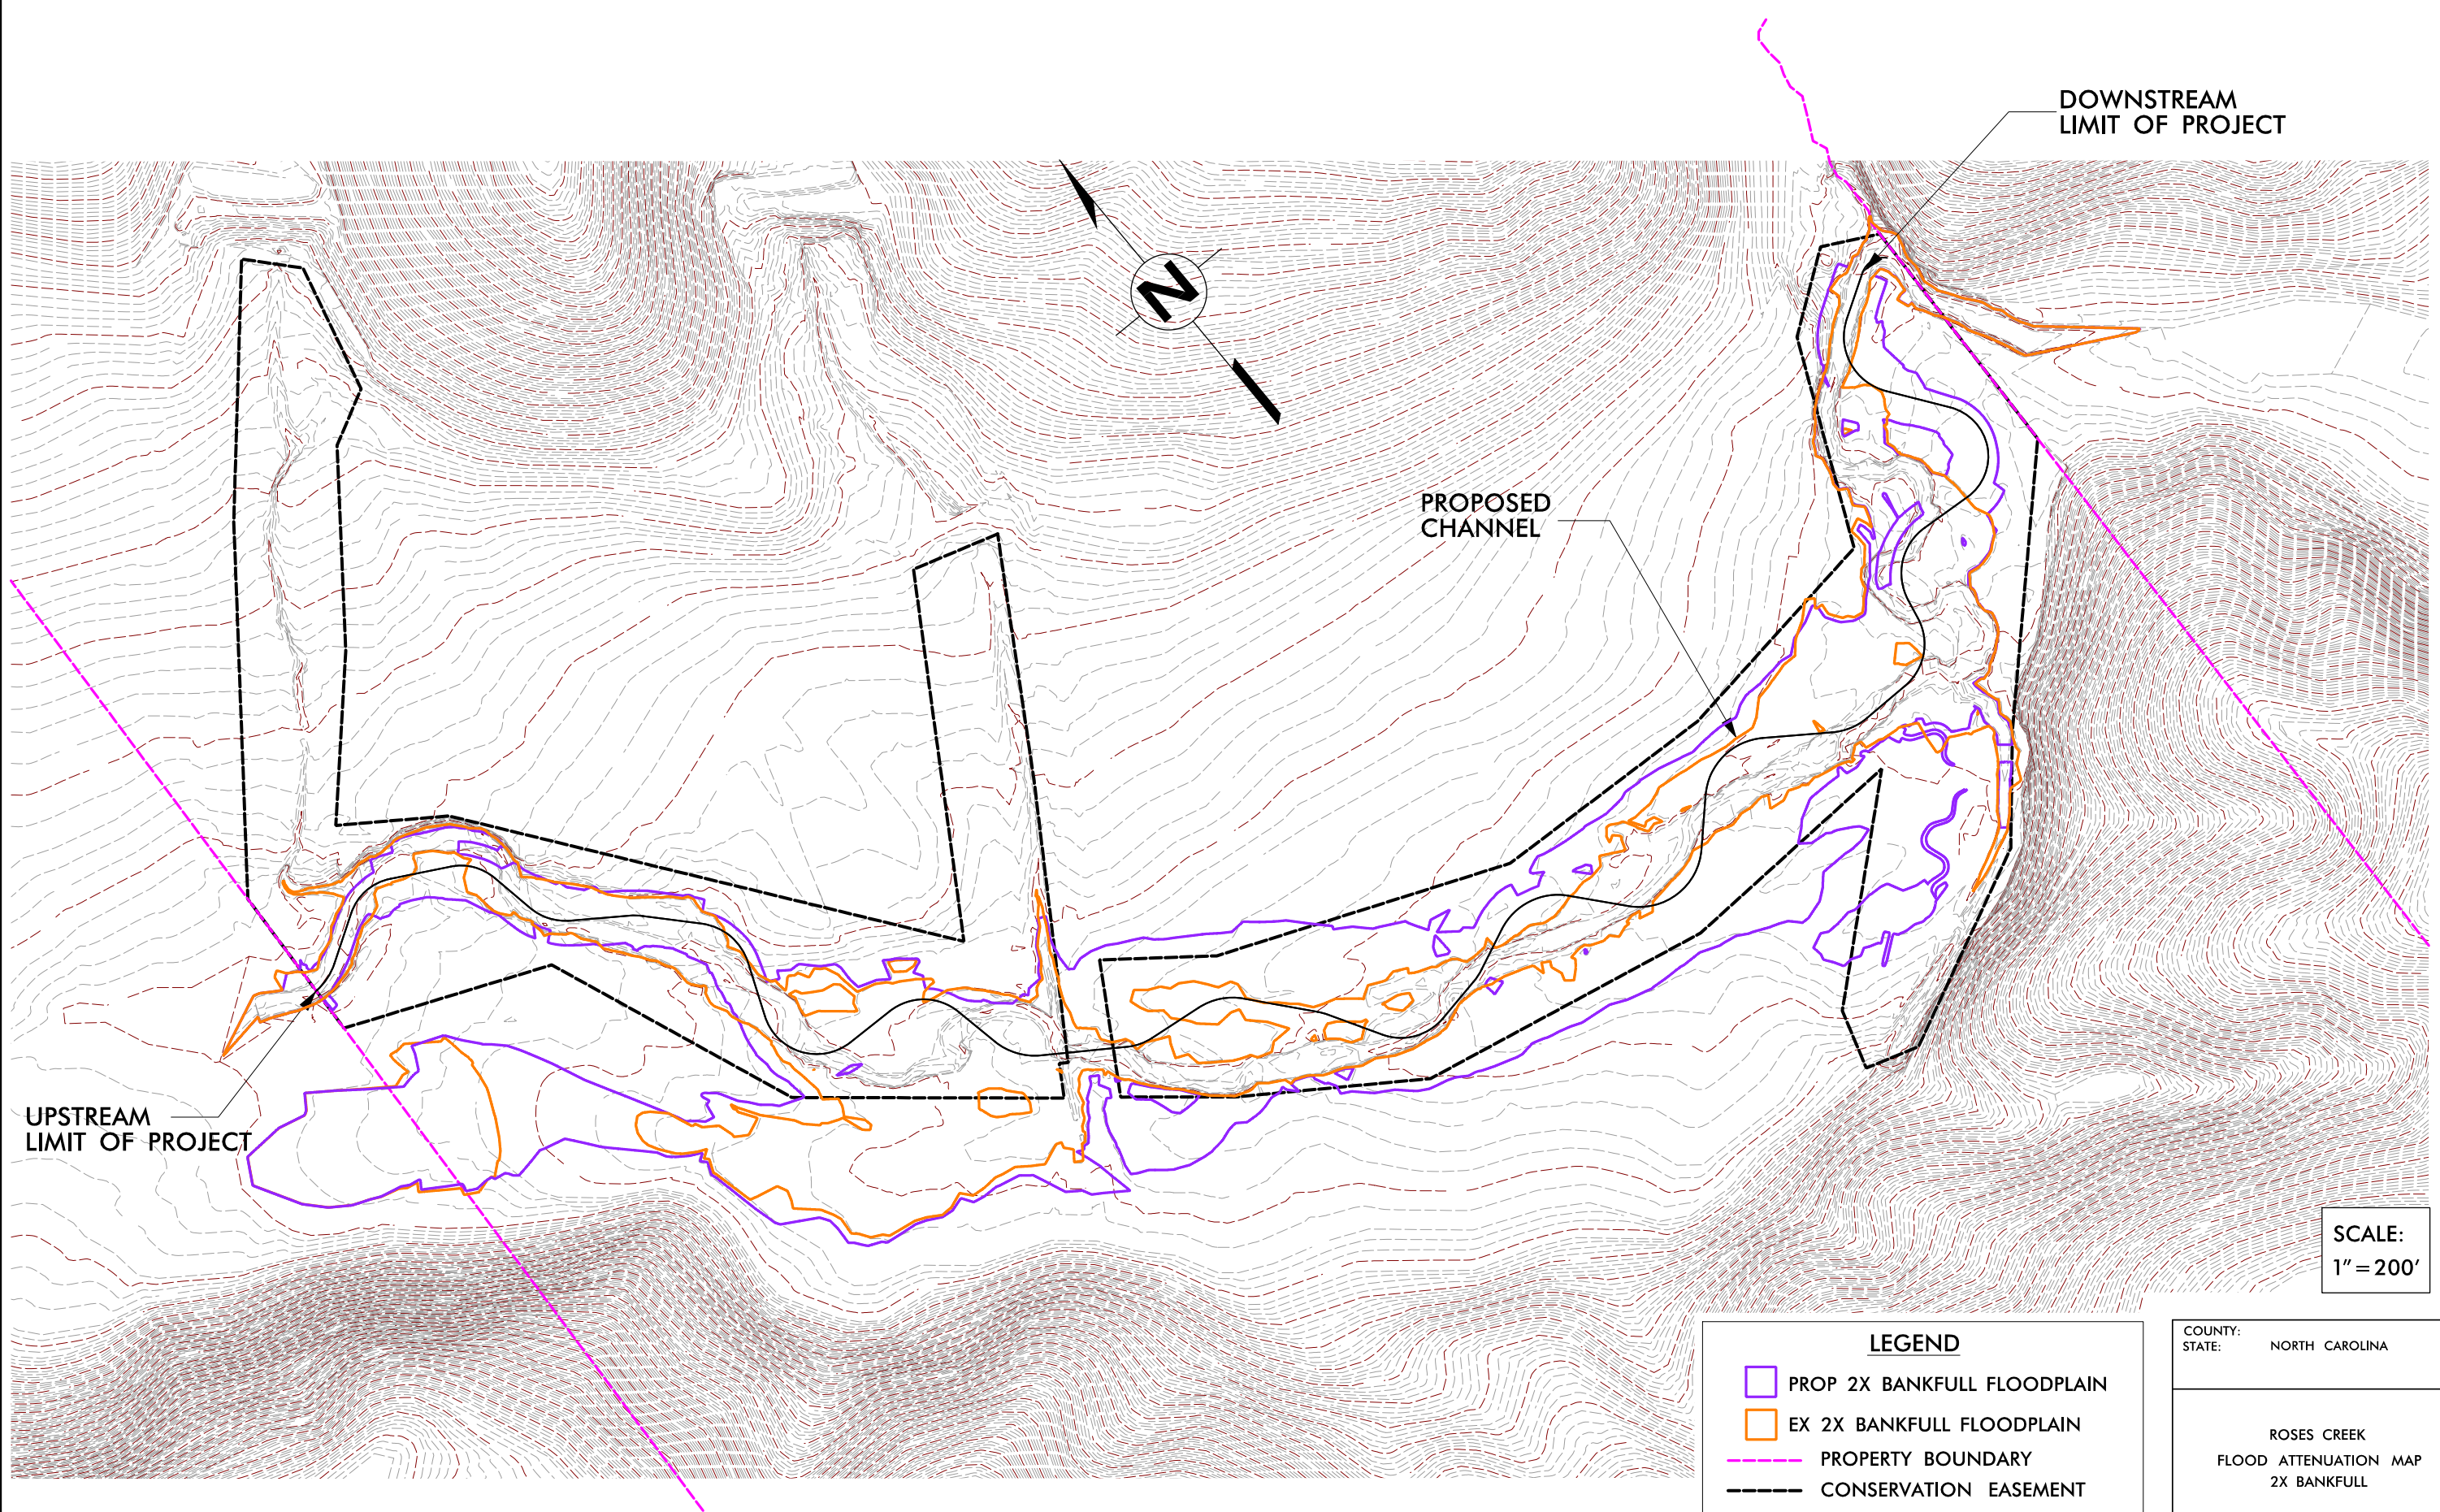 DOWNSTREAM
LIMIT OF PROJECT
N
PROPOSED
CHANNEL
UPSTREAM
LIMIT OF PROJECT
SCALE:
1"=200'
LEGEND
PROP 2X BANKFULL FLOODPLAIN
EX 2X BANKFULL FLOODPLAIN
PROPERTY BOUNDARY
CONSERVATION EASEMENT
COUNTY:
STATE: NORTH CAROLINA
ROSES CREEK
FLOOD ATTENUATION MAP
2X BANKFULL